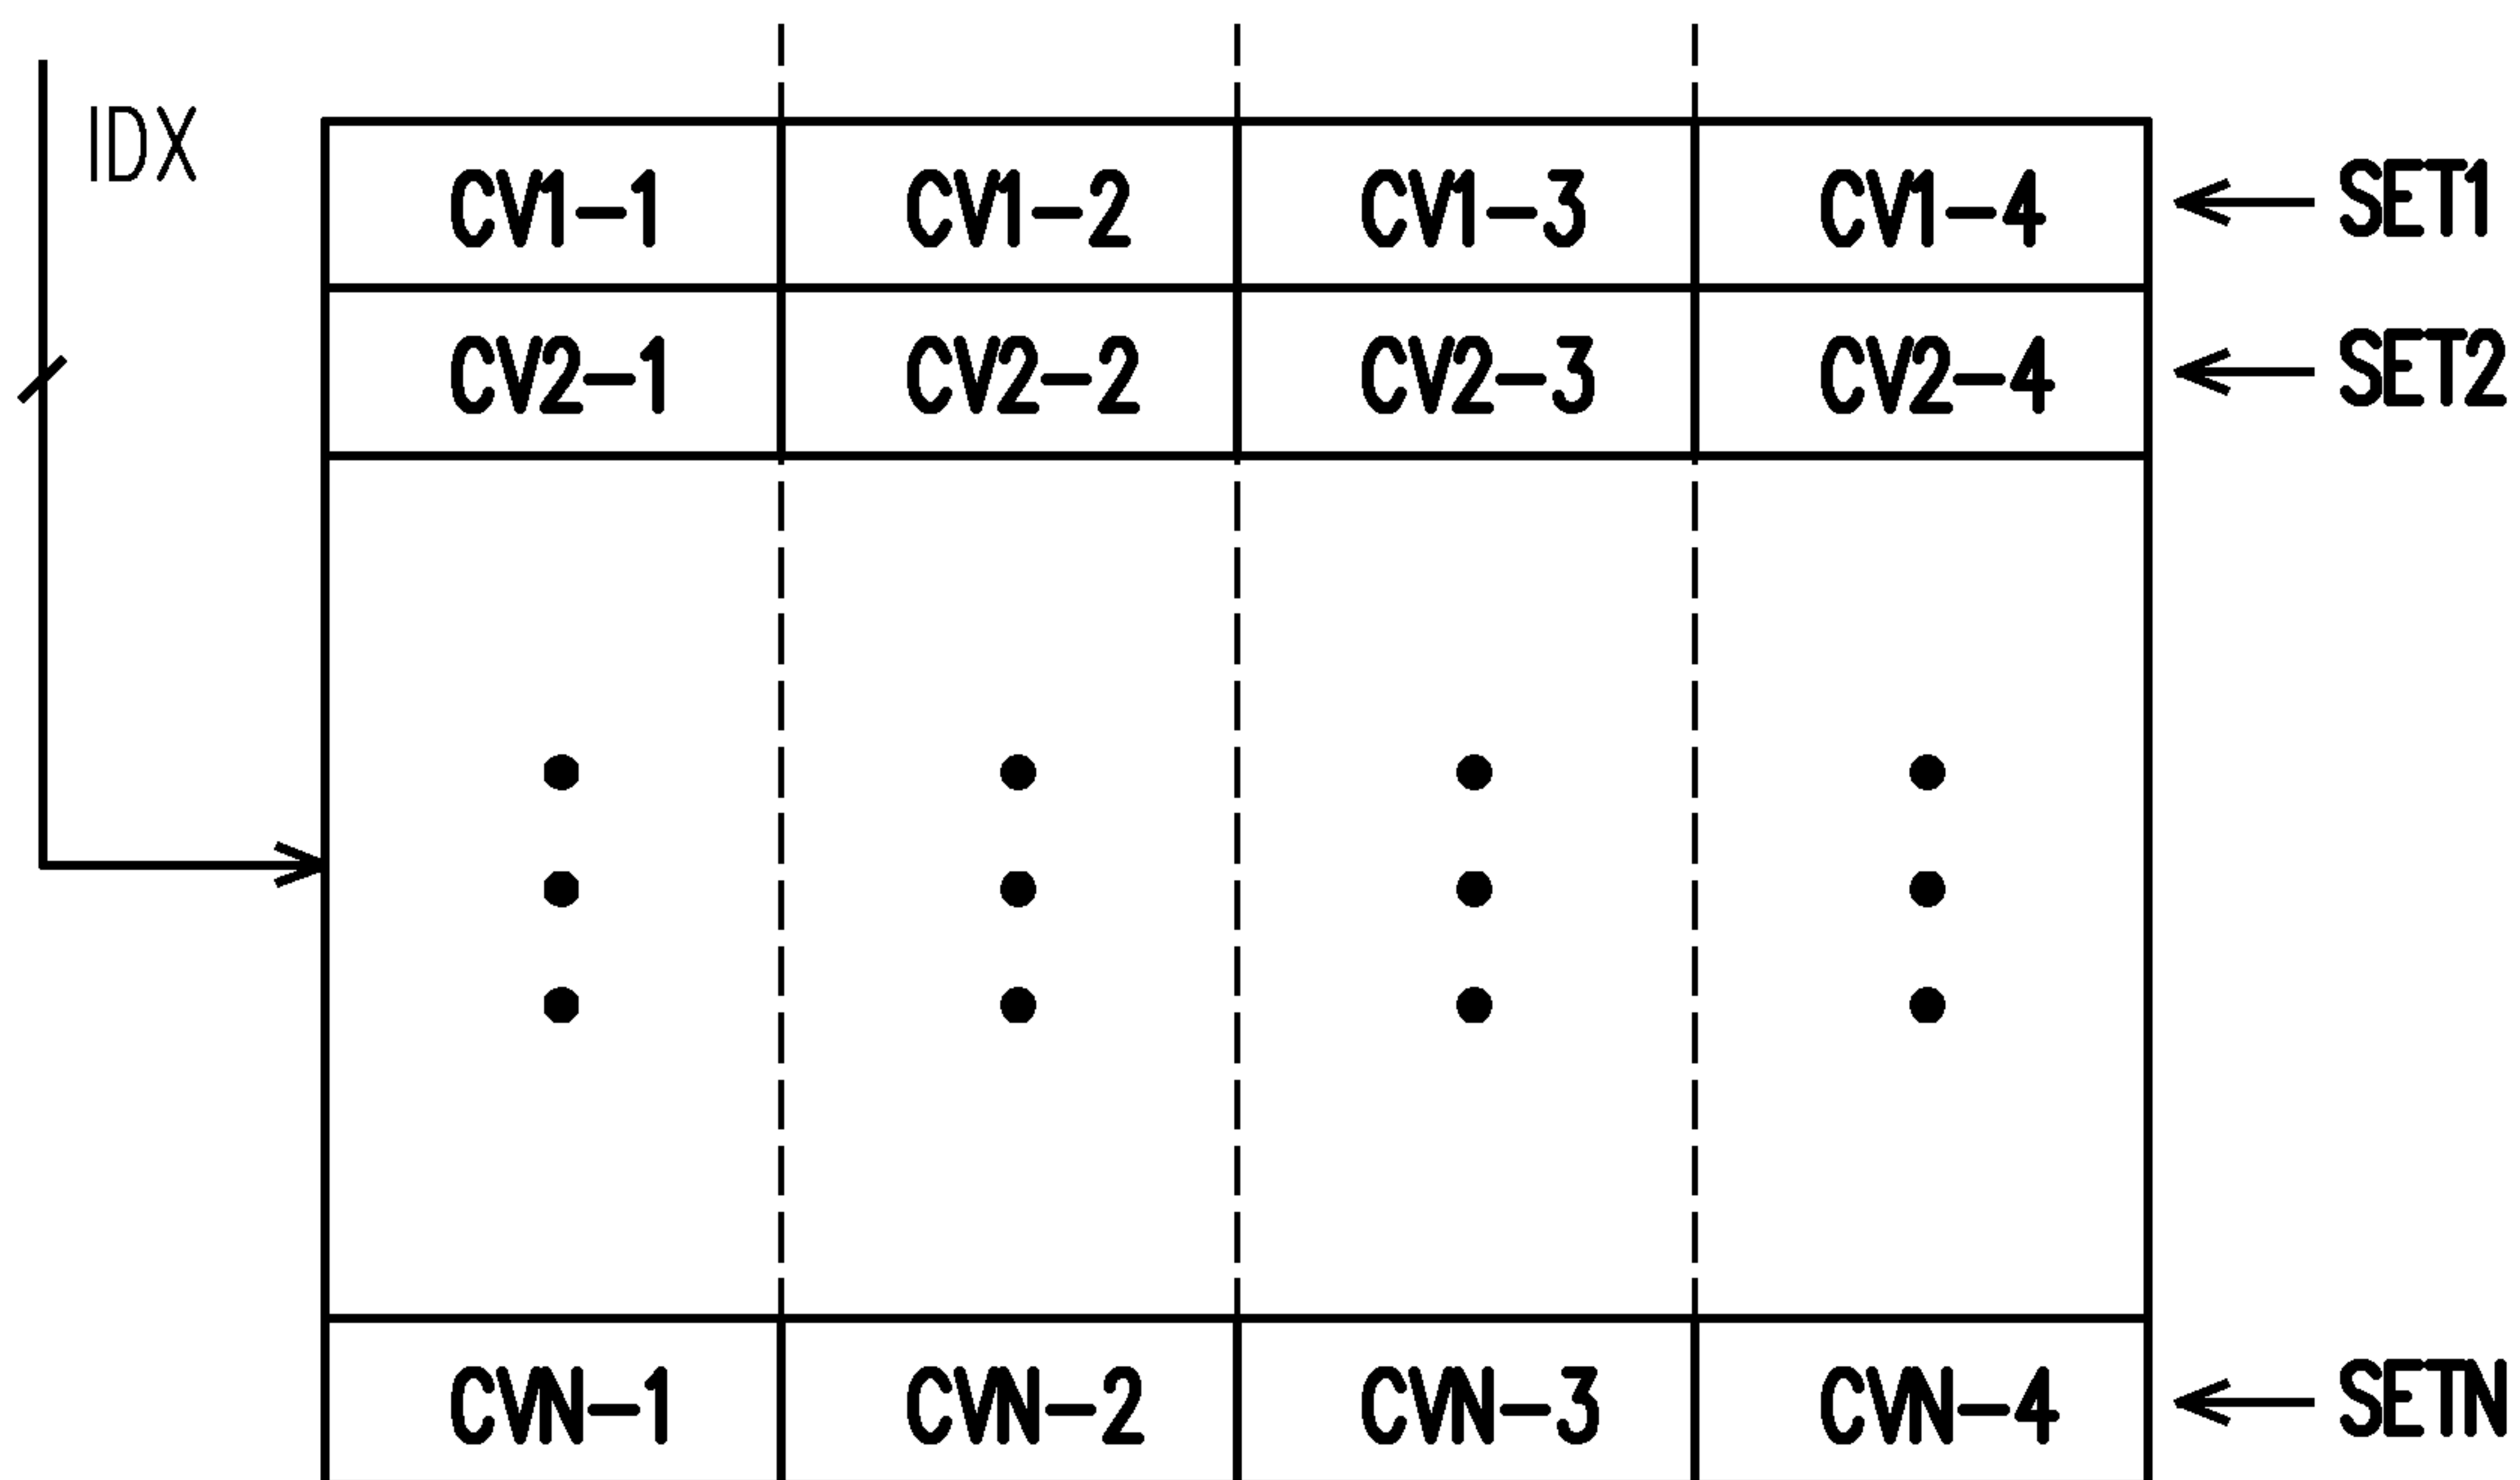 IDX
CV1-1 CV1-2 CV1-3 CV1-4 SET1
CV2-1 CV2-2 CV2-3 CV2-4 SET2
CVN-1 CVN-2 CVN-3 CVN-4 SETN